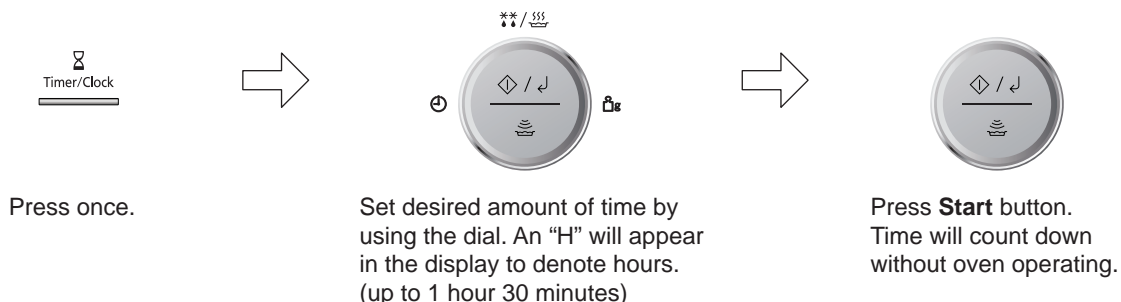 Timer/Clock
g
Press once.
Set desired amount of time by
using the dial. An “H” will appear
in the display to denote hours.
(up to 1 hour 30 minutes)
Press Start button.
Time will count down
without oven operating.